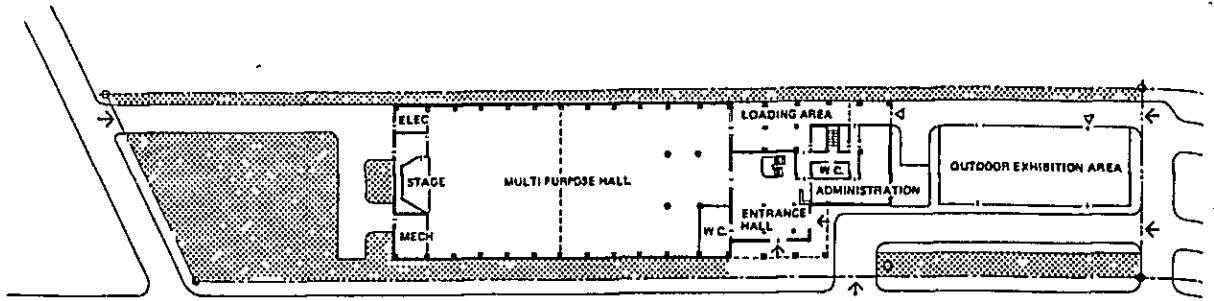 ELEC
LOADING AREA
STAGE
MULTI PURPOSE HALL
W.C.
OUTDOOR EXHIBITION AREA
ADMINISTRATION
ENTRANCE
HALL
MECH
W.C.